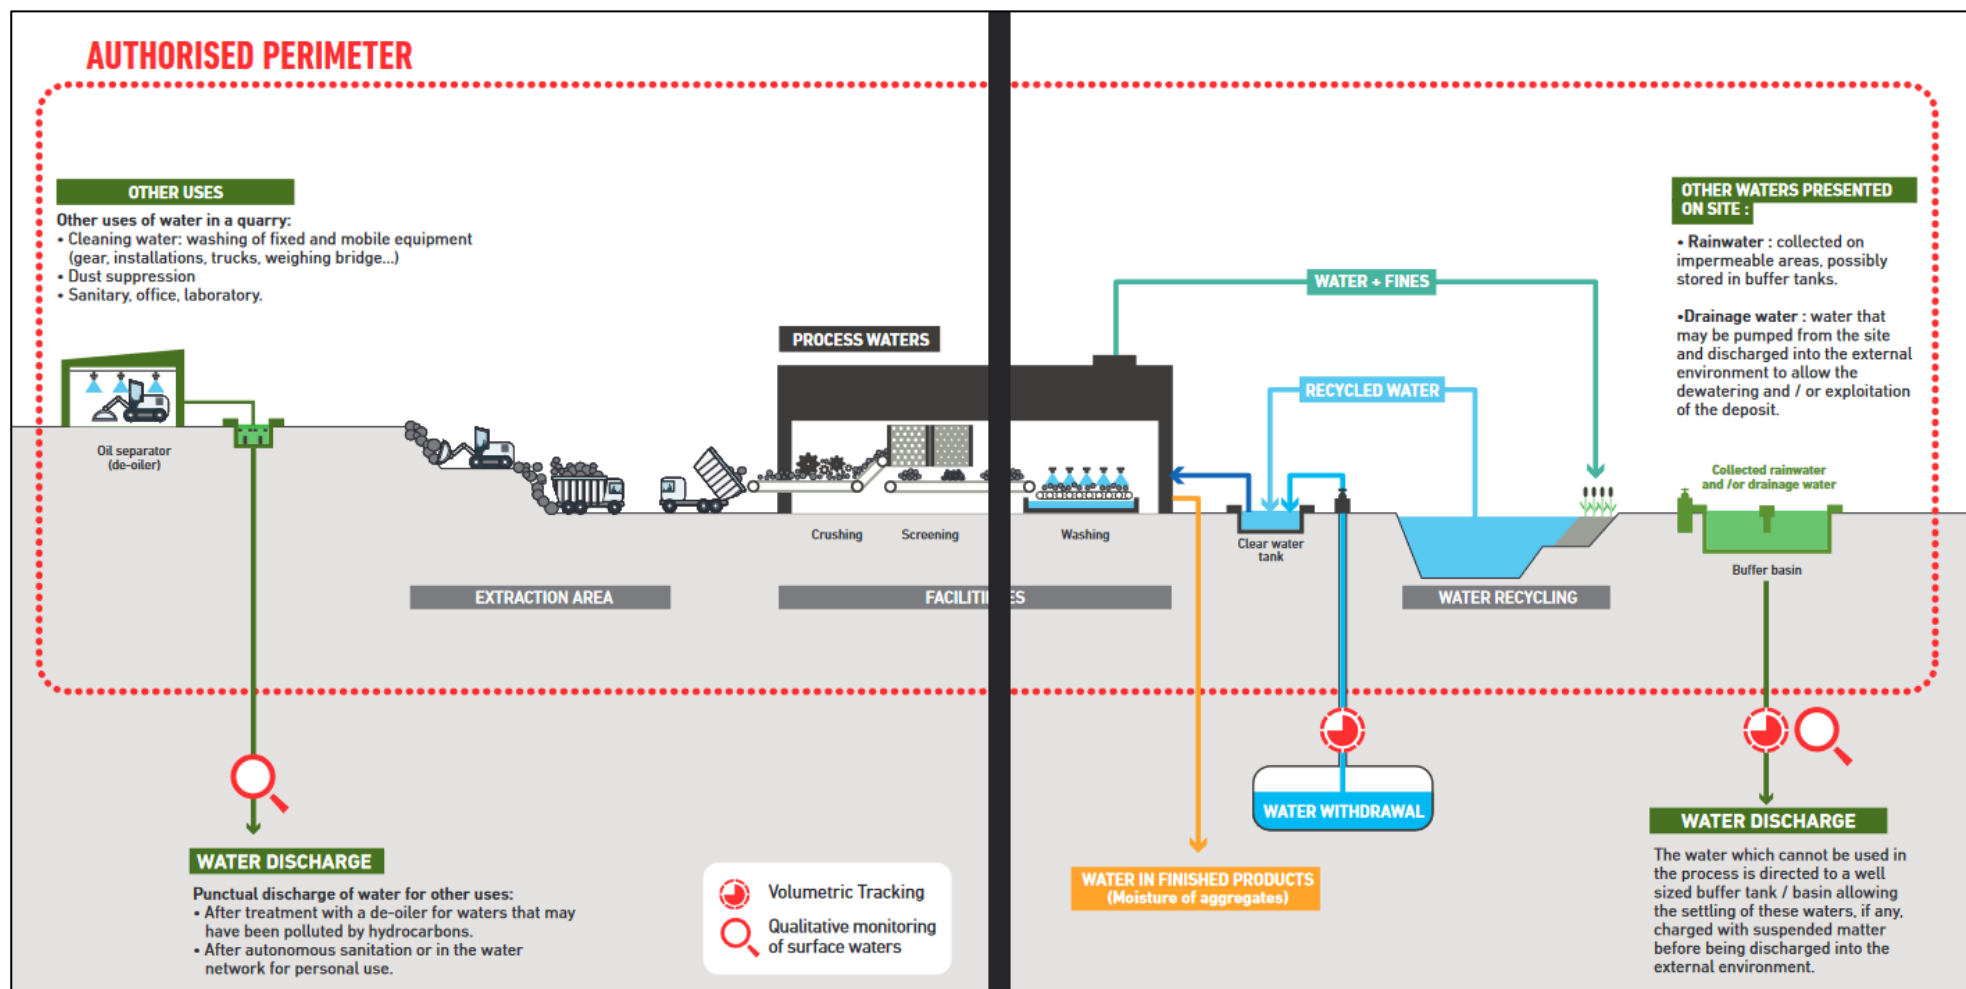 AUTHORISED PERIMETER
OTHER USES
Other uses of water in a quarry:
• Cleaning water: washing of fixed and mobile equipment
(gear, installations, trucks, weighing bridge...)
• Dust suppression
• Sanitary, office, laboratory.
Oil separator
(de-oiler)
EXTRACTION AREA
PROCESS WATERS
Crushing
Screening
Washing
FACILITIES
WATER + FINES
RECYCLED WATER
Clear water
tank
WATER RECYCLING
OTHER WATERS PRESENTED
ON SITE :
• Rainwater : collected on
impermeable areas, possibly
stored in buffer tanks.
•Drainage water : water that
may be pumped from the site
and discharged into the external
environment to allow the
dewatering and / or exploitation
of the deposit.
Collected rainwater
and /or drainage water
Buffer basin
WATER DISCHARGE
Punctual discharge of water for other uses:
• After treatment with a de-oiler for waters that may
have been polluted by hydrocarbons.
• After autonomous sanitation or in the water
network for personal use.
Volumetric Tracking
Qualitative monitoring
of surface waters
WATER IN FINISHED PRODUCTS
(Moisture of aggregates)
WATER WITHDRAWAL
WATER DISCHARGE
The water which cannot be used in
the process is directed to a well
sized buffer tank / basin allowing
the settling of these waters, if any,
charged with suspended matter
before being discharged into the
external environment.